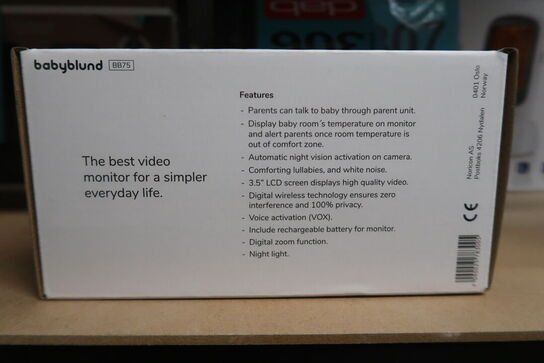 babyblund BB75
The best video
monitor for a simpler
everyday life.
Features
- Parents can talk to baby through parent unit.
- Display baby room´s temperature on monitor
and alert parents once room temperature is
out of comfort zone.
- Automatic night vision activation on camera.
- Comforting lullabies, and white noise.
- 3.5" LCD screen displays high quality video.
- Digital wireless technology ensures zero
interference and 100% privacy.
- Voice activation (VOX).
- Include rechargeable battery for monitor.
- Digital zoom function.
- Night light.
Noricon AS
Postboks 4206 Nydalen
0401 Oslo
Norway
CE